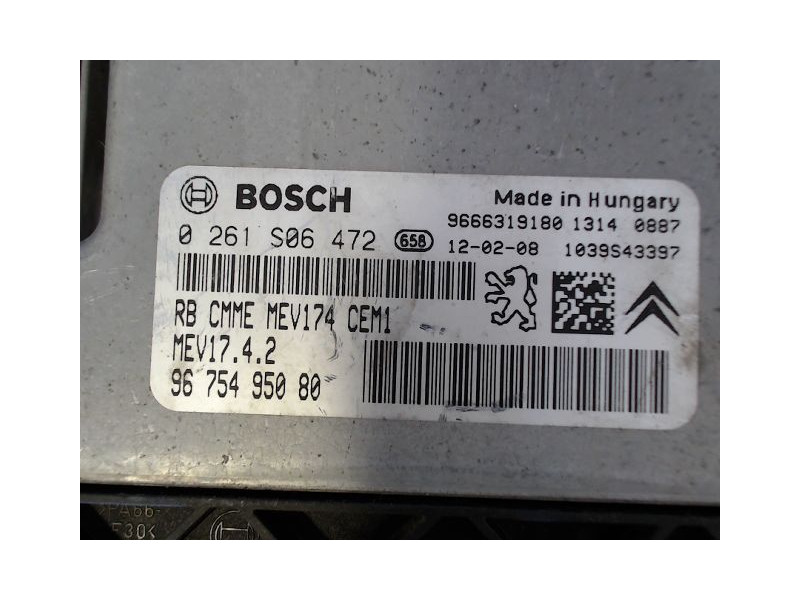 BOSCH
Made in Hungary
9666319180 1314 0887
0 261 S06 472 658 12-02-08 1039S43397
RB CMME MEV174 CEM1
MEV17.4.2
96 754 950 80
PA66-